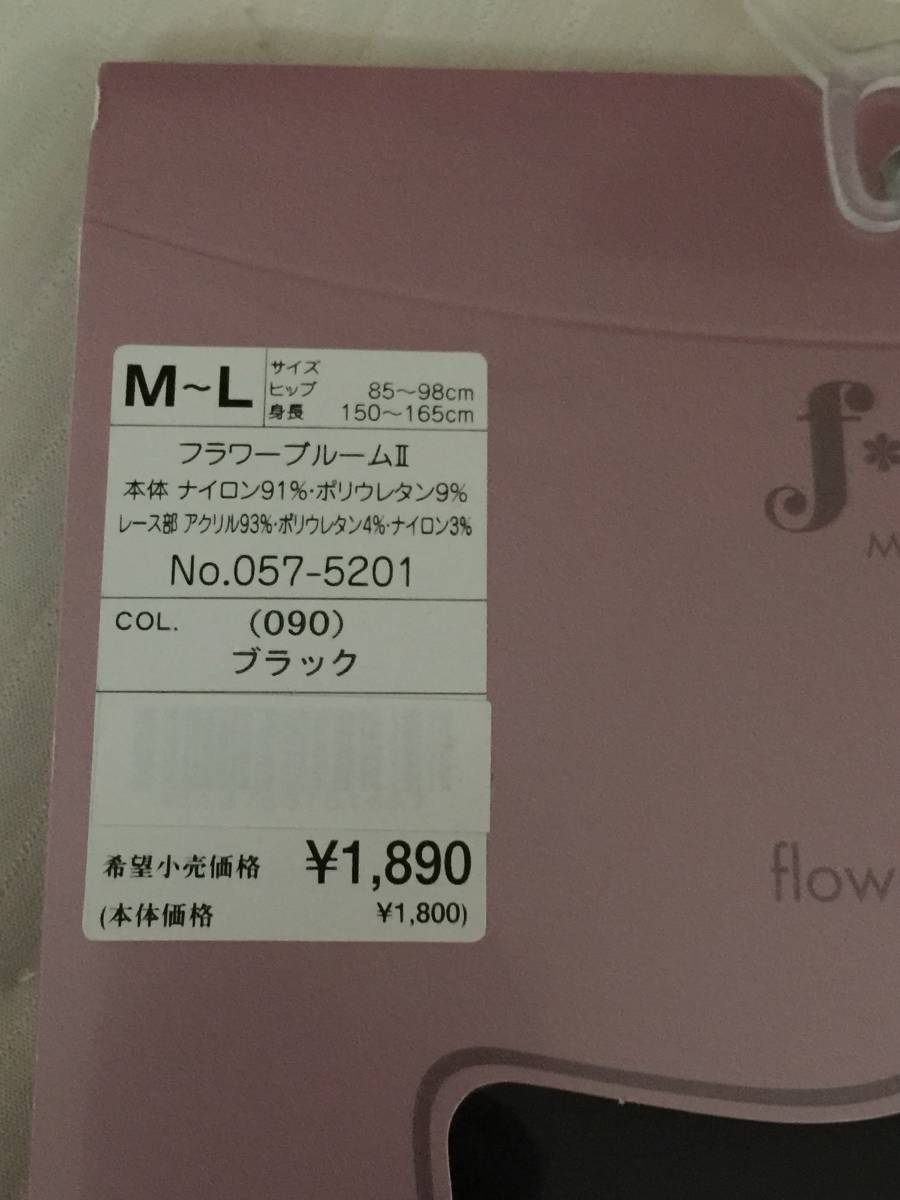 M～L
サイズ
ヒップ 85～98cm
身長 150～165cm
フラワーブルームⅡ
本体 ナイロン91%・ポリウレタン9%
レース部 アクリル93%・ポリウレタン4%・ナイロン3%
No.057-5201
COL. (090)
ブラック
希望小売価格 ¥1,890
(本体価格 ¥1,800)
f*
M
flow